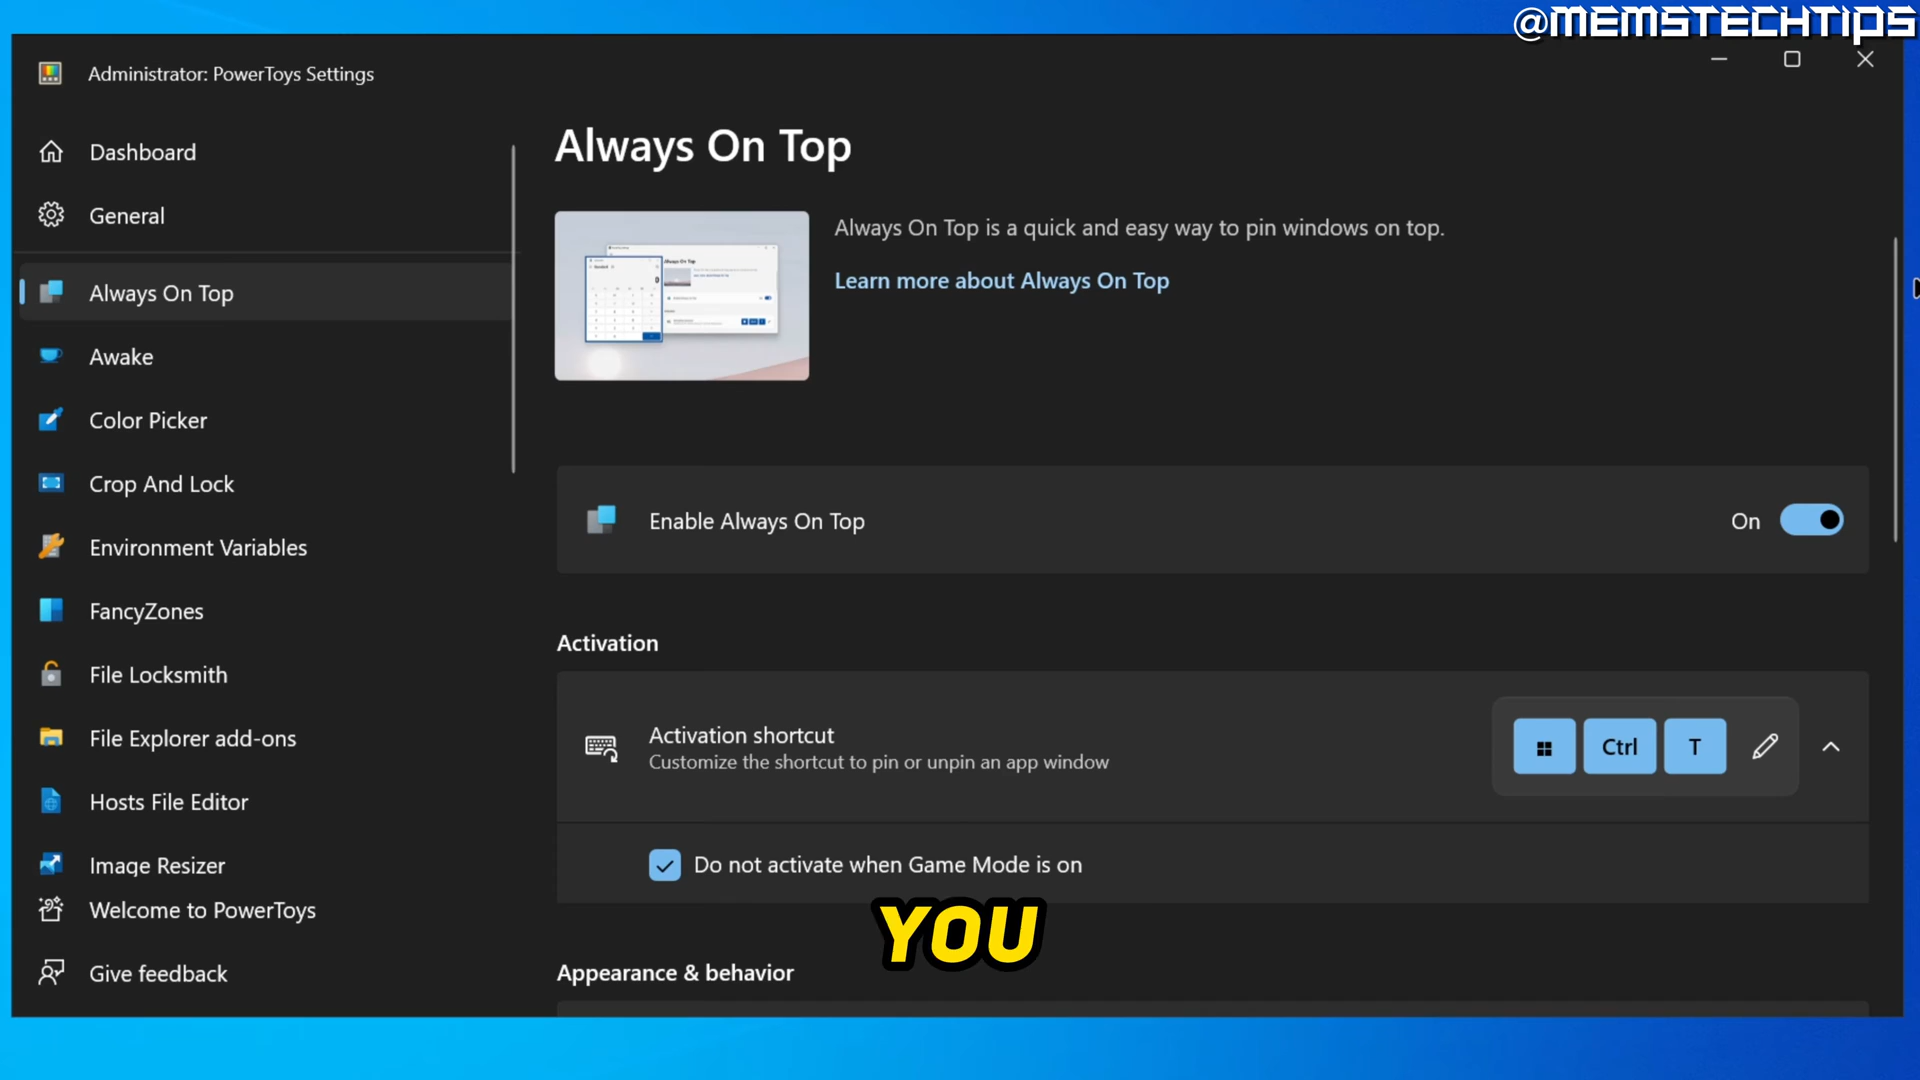 @MEMSTECHTIPS
Administrator: PowerToys Settings
Dashboard
General
Always On Top
Awake
Color Picker
Crop And Lock
Environment Variables
FancyZones
File Locksmith
File Explorer add-ons
Hosts File Editor
Image Resizer
Welcome to PowerToys
Give feedback
Always On Top
Always On Top is a quick and easy way to pin windows on top.
Learn more about Always On Top
Enable Always On Top
On
Activation
Activation shortcut
Customize the shortcut to pin or unpin an app window
Ctrl T
Do not activate when Game Mode is on
YOU
Appearance & behavior